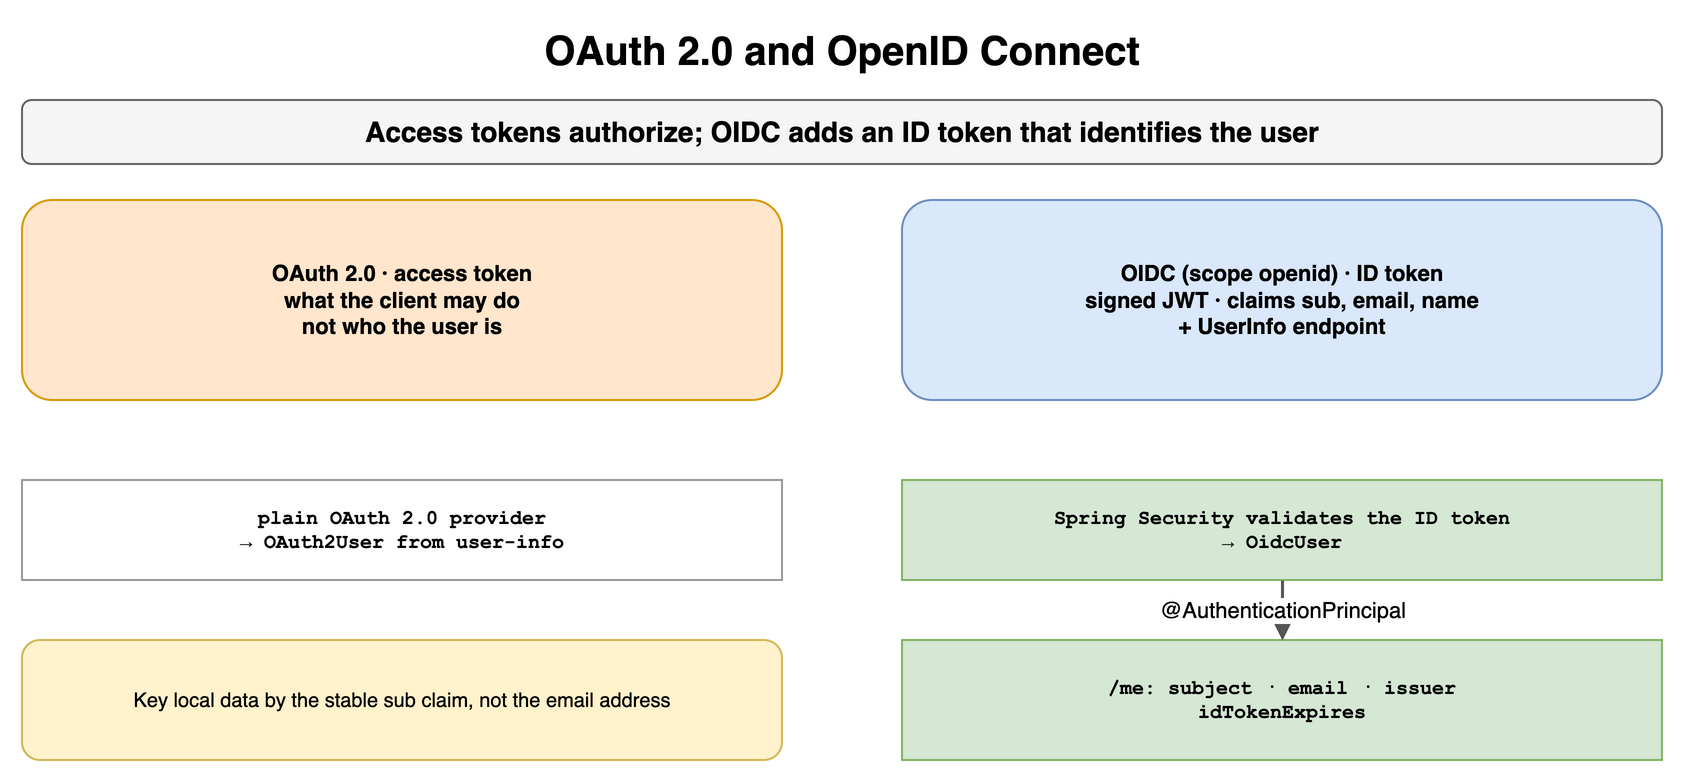 OAuth 2.0 and OpenID Connect
Access tokens authorize; OIDC adds an ID token that identifies the user
OAuth 2.0 · access token
what the client may do
not who the user is
OIDC (scope openid) · ID token
signed JWT · claims sub, email, name
+ UserInfo endpoint
plain OAuth 2.0 provider
→ OAuth2User from user-info
Spring Security validates the ID token
→ OidcUser
@AuthenticationPrincipal
Key local data by the stable sub claim, not the email address
/me: subject · email · issuer
idTokenExpires